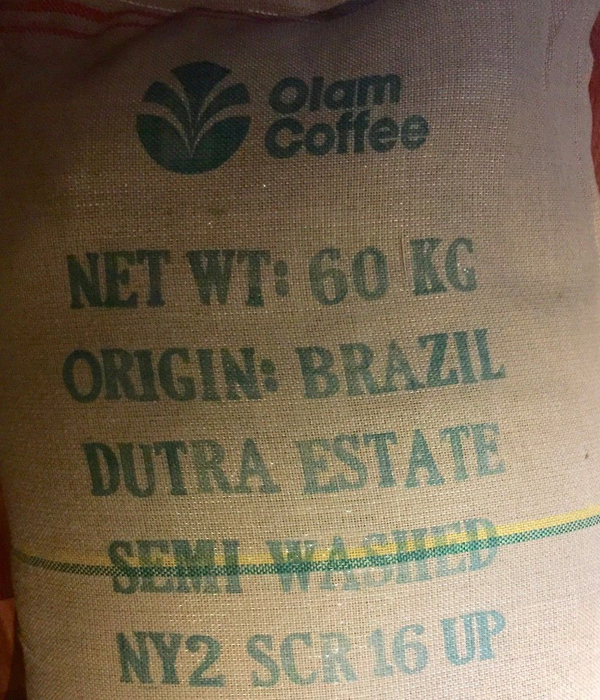 Olam
Coffee
NET WT: 60 KG
ORIGIN: BRAZIL
DUTRA ESTATE
SEMI WASHED
NY2 SCR 16 UP